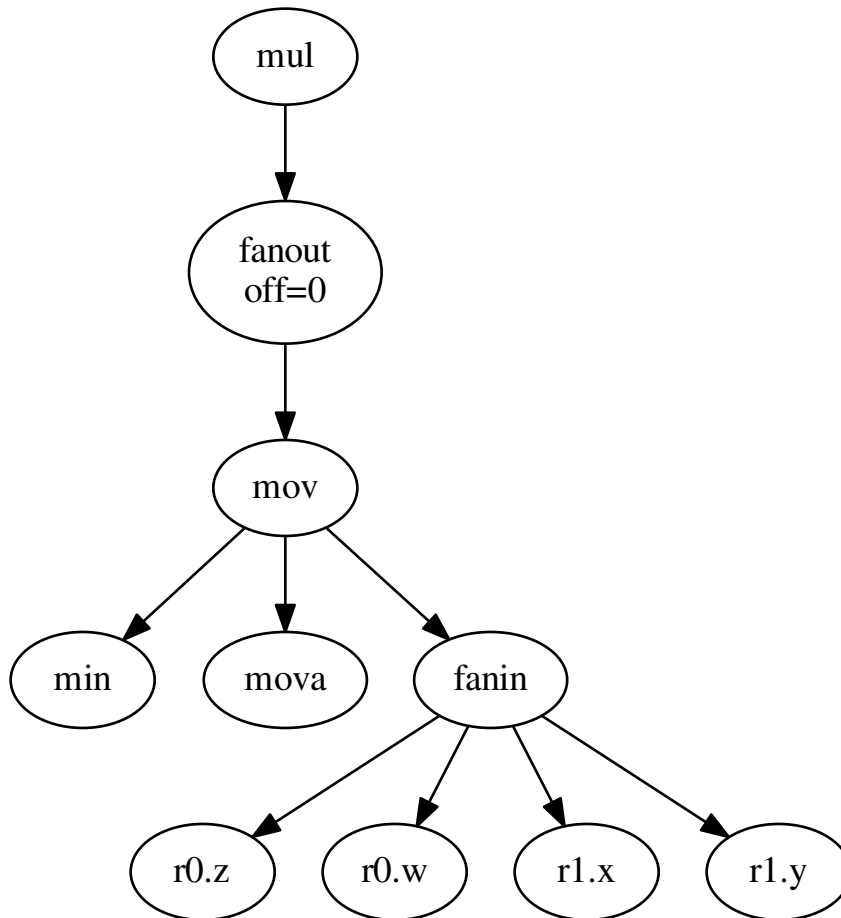 mul
fanout
off=0
mov
min
mova
fanin
r0.z
r0.w
r1.x
r1.y